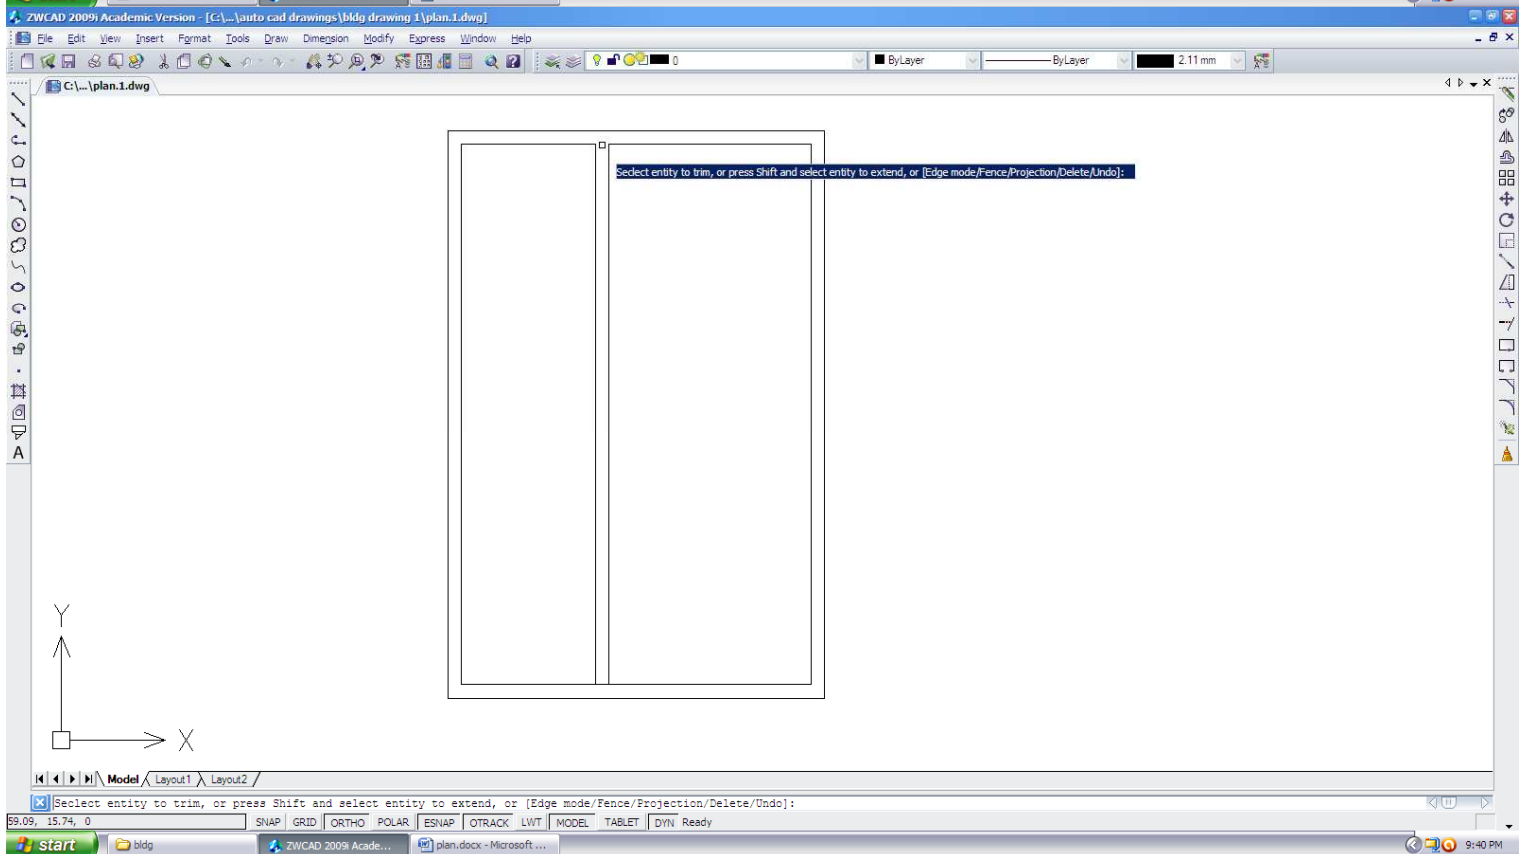 ZWCAD 2009i Academic Version - [C:\...\auto cad drawings\bldg drawing 1\plan.1.dwg]
File Edit View Insert Format Tools Draw Dimension Modify Express Window Help
0 ByLayer ByLayer 2.11 mm
C:\...\plan.1.dwg
Sedect entity to trim, or press Shift and select entity to extend, or [Edge mode/Fence/Projection/Delete/Undo]:
Y
X
A
Model Layout1 Layout2
Seclect entity to trim, or press Shift and select entity to extend, or [Edge mode/Fence/Projection/Delete/Undo]:
59.09, 15.74, 0 SNAP GRID ORTHO POLAR ESNAP OTRACK LWT MODEL TABLET DYN Ready
start bldg ZWCAD 2009i Acade... plan.docx - Microsoft ... 9:40 PM